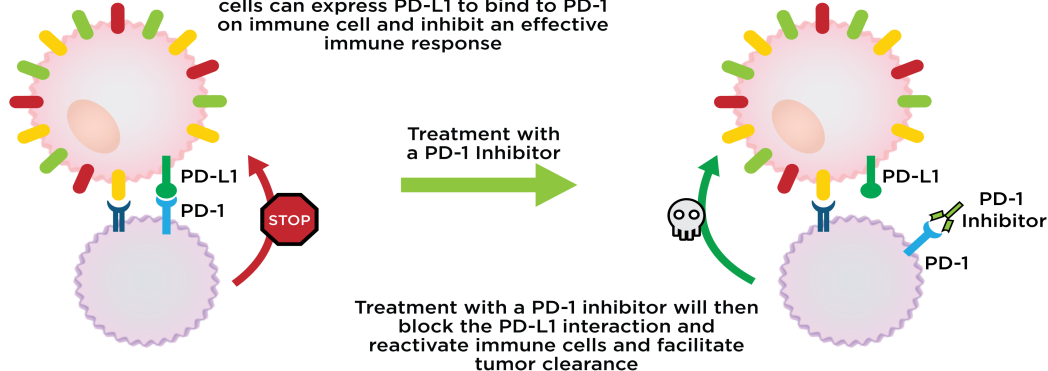 cells can express PD-L1 to bind to PD-1
on immune cell and inhibit an effective
immune response
Treatment with
a PD-1 Inhibitor
PD-L1
PD-1
STOP
PD-L1
PD-1
Inhibitor
PD-1
Treatment with a PD-1 inhibitor will then
block the PD-L1 interaction and
reactivate immune cells and facilitate
tumor clearance